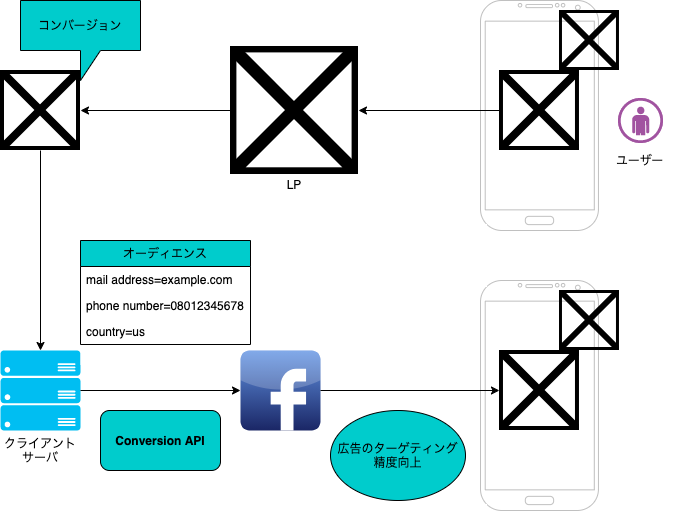 コンバージョン
ユーザー
LP
オーディエンス
mail address=example.com
phone number=08012345678
country=us
クライアント
サーバ
Conversion API
広告のターゲティング
精度向上